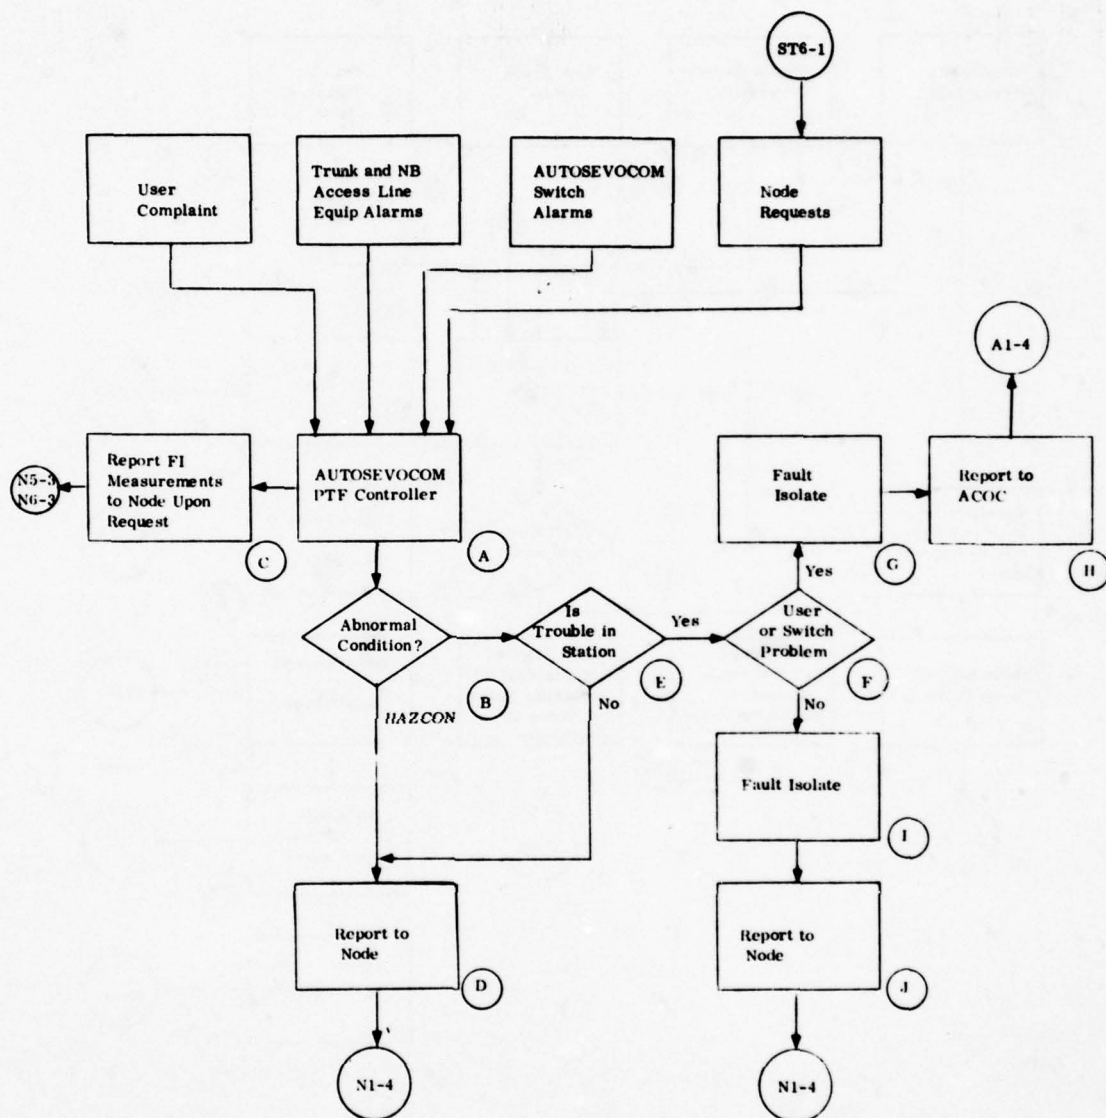 ST6-1
User
Complaint
Trunk and NB
Access Line
Equip Alarms
AUTOSEVOCOM
Switch
Alarms
Node
Requests
A1-4
N5-3
N6-3
Report FI
Measurements
to Node Upon
Request
C
AUTOSEVOCOM
PTF Controller
A
Fault
Isolate
G
Report to
ACOC
H
Abnormal
Condition?
B
Is
Trouble in
Station
E
Yes
User
or Switch
Problem
F
Yes
HAZCON
No
No
Fault Isolate
I
Report to
Node
D
Report to
Node
J
N1-4
N1-4